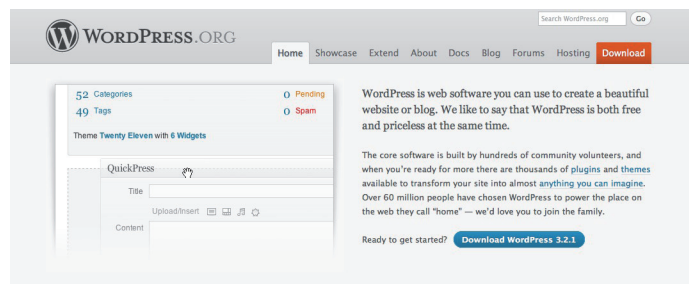 Search WordPress.org Go
WORDPRESS.ORG
Home Showcase Extend About Docs Blog Forums Hosting Download
52 Categories 0 Pending
49 Tags 0 Spam
Theme Twenty Eleven with 6 Widgets
QuickPress
Title
Upload/Insert
Content
WordPress is web software you can use to create a beautiful
website or blog. We like to say that WordPress is both free
and priceless at the same time.
The core software is built by hundreds of community volunteers, and
when you're ready for more there are thousands of plugins and themes
available to transform your site into almost anything you can imagine.
Over 60 million people have chosen WordPress to power the place on
the web they call "home" — we'd love you to join the family.
Ready to get started? Download WordPress 3.2.1